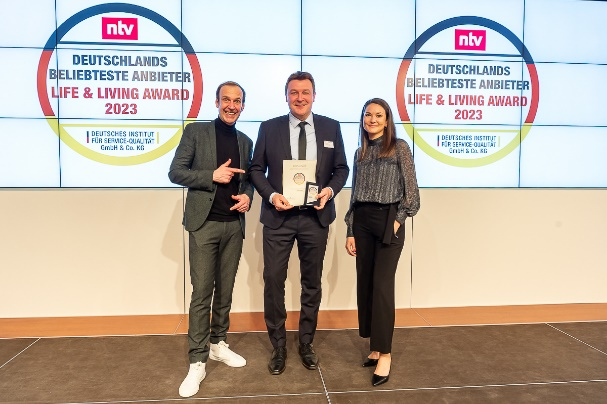 ntv
DEUTSCHLANDS
BELIEBTESTE ANBIETER
LIFE & LIVING AWARD
2023
DEUTSCHES INSTITUT
FÜR SERVICE-QUALITÄT
GmbH & Co. KG
ntv
DEUTSCHLANDS
BELIEBTESTE ANBIETER
LIFE & LIVING AWARD
2023
DEUTSCHES INSTITUT
FÜR SERVICE-QUALITÄT
GmbH & Co. KG